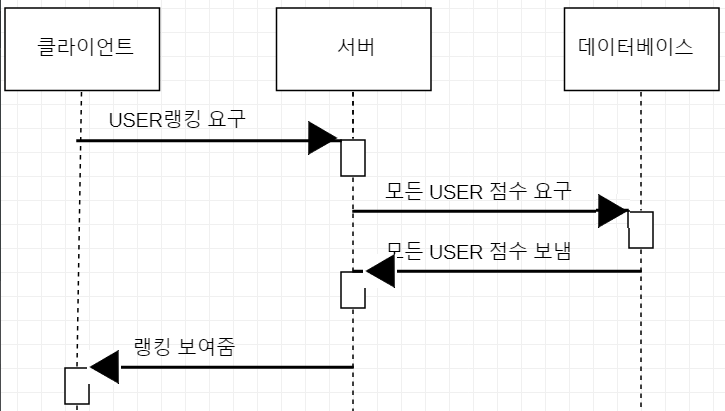 클라이언트
서버
데이터베이스
USER랭킹 요구
모든 USER 점수 요구
모든 USER 점수 보냄
랭킹 보여줌